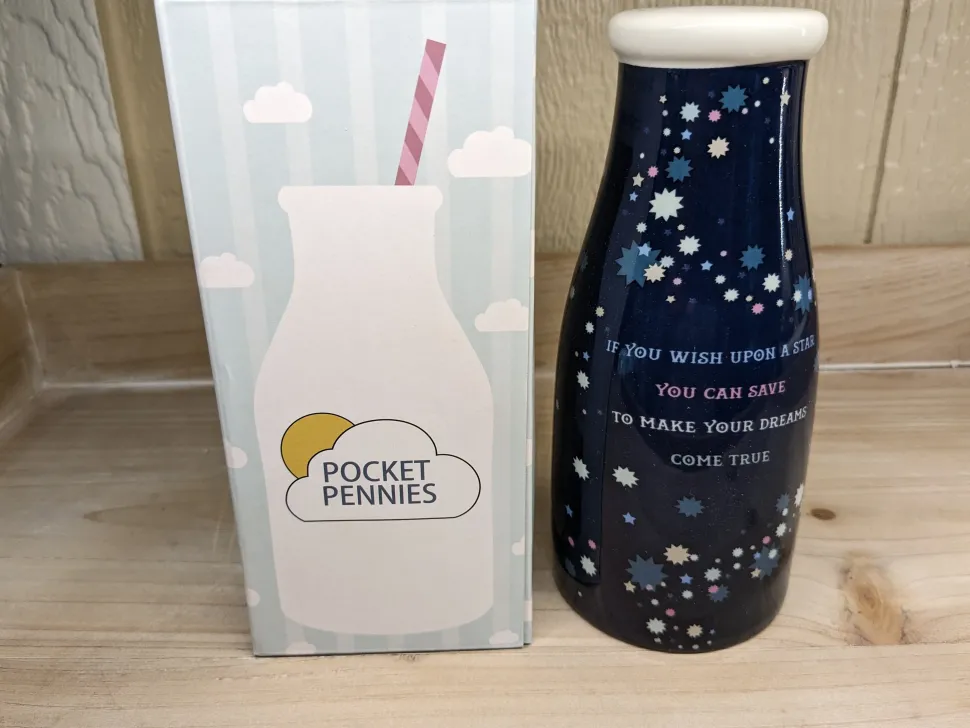 POCKET
PENNIES
IF YOU WISH UPON A STAR
YOU CAN SAVE
TO MAKE YOUR DREAMS
COME TRUE